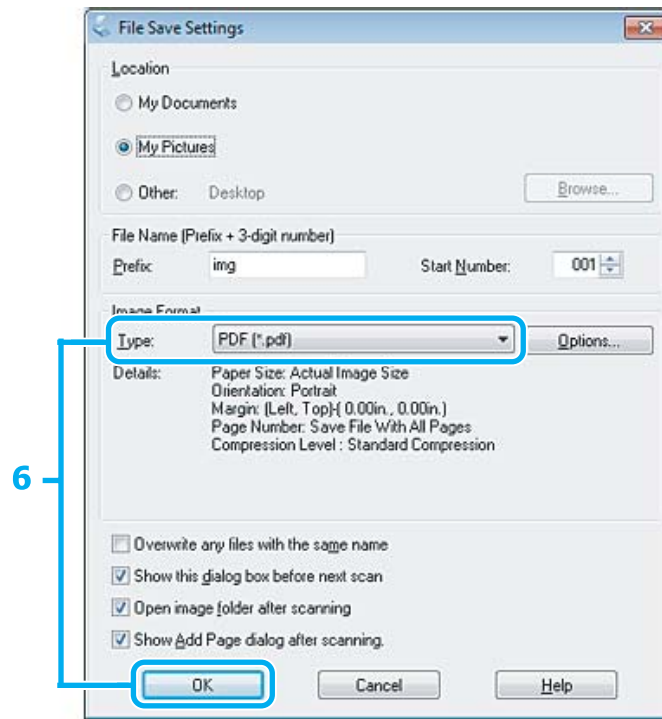 File Save Settings
Location
My Documents
My Pictures
Other: Desktop Browse...
File Name (Prefix + 3-digit number)
Prefix: img Start Number: 001
Image Format
Type: PDF (*.pdf) Options...
Details: Paper Size: Actual Image Size
Orientation: Portrait
Margin: (Left, Top)-( 0.00in., 0.00in.)
Page Number: Save File With All Pages
Compression Level : Standard Compression
6
Overwrite any files with the same name
Show this dialog box before next scan
Open image folder after scanning
Show Add Page dialog after scanning.
OK Cancel Help